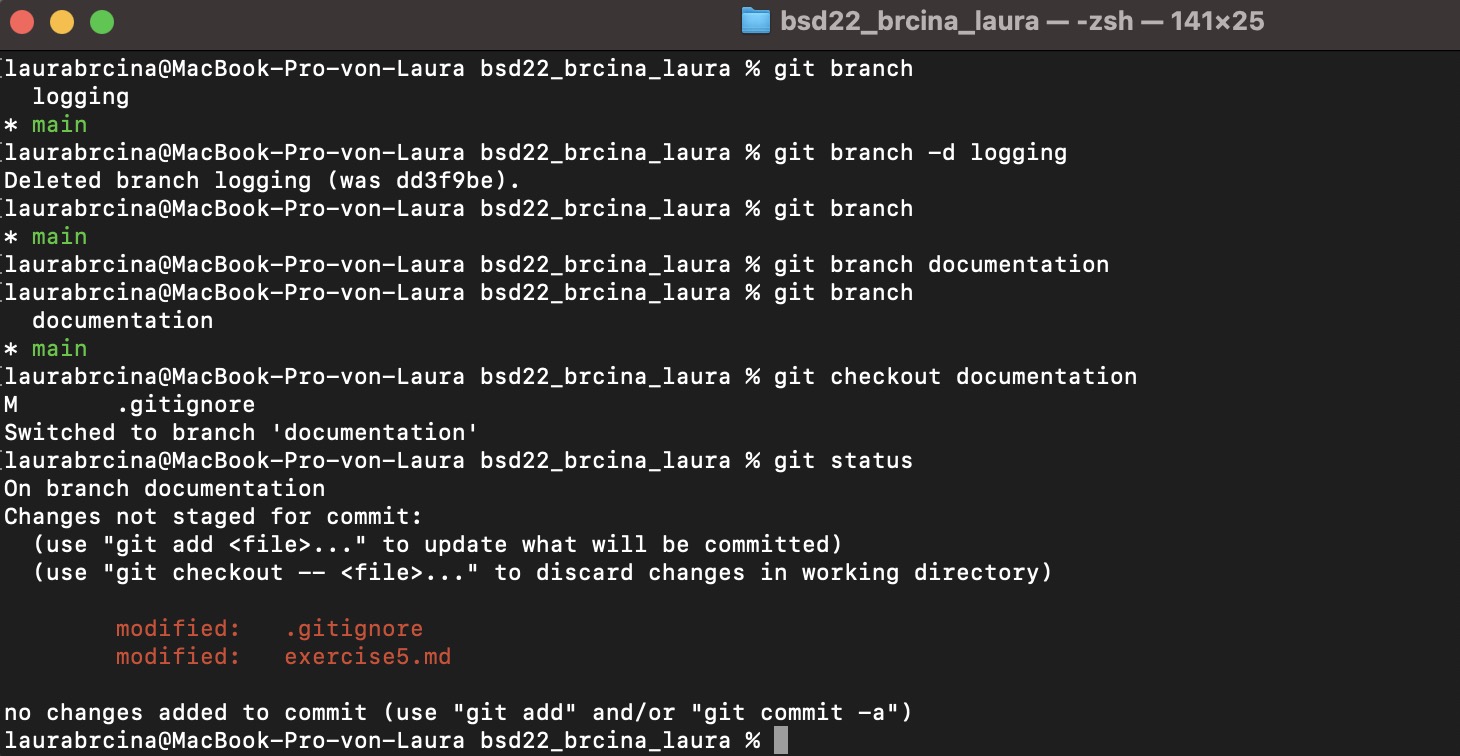 bsd22_brcina_laura — -zsh — 141×25
laurabrcina@MacBook-Pro-von-Laura bsd22_brcina_laura % git branch
  logging
* main
laurabrcina@MacBook-Pro-von-Laura bsd22_brcina_laura % git branch -d logging
Deleted branch logging (was dd3f9be).
laurabrcina@MacBook-Pro-von-Laura bsd22_brcina_laura % git branch
* main
laurabrcina@MacBook-Pro-von-Laura bsd22_brcina_laura % git branch documentation
laurabrcina@MacBook-Pro-von-Laura bsd22_brcina_laura % git branch
  documentation
* main
laurabrcina@MacBook-Pro-von-Laura bsd22_brcina_laura % git checkout documentation
M       .gitignore
Switched to branch 'documentation'
laurabrcina@MacBook-Pro-von-Laura bsd22_brcina_laura % git status
On branch documentation
Changes not staged for commit:
  (use "git add <file>..." to update what will be committed)
  (use "git checkout -- <file>..." to discard changes in working directory)
        modified:   .gitignore
        modified:   exercise5.md
no changes added to commit (use "git add" and/or "git commit -a")
laurabrcina@MacBook-Pro-von-Laura bsd22_brcina_laura %